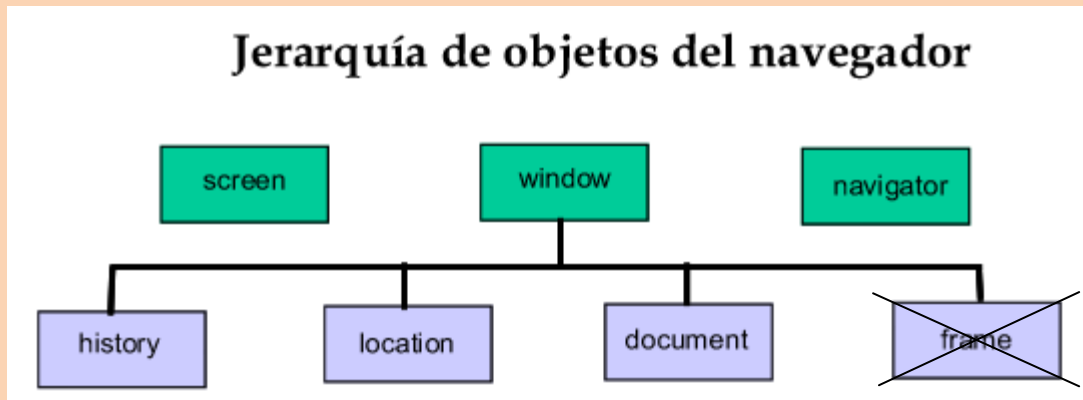 Jerarquía de objetos del navegador
screen
window
navigator
history
location
document
frame